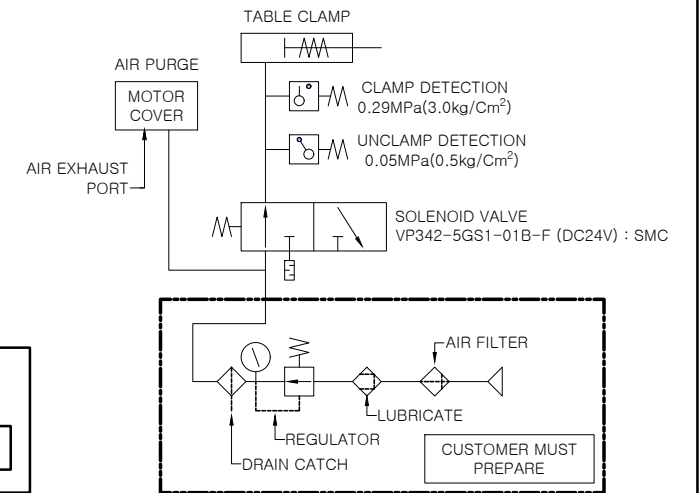 TABLE CLAMP
AIR PURGE
MOTOR
COVER
CLAMP DETECTION
0.29MPa(3.0kg/Cm²)
UNCLAMP DETECTION
0.05MPa(0.5kg/Cm²)
AIR EXHAUST
PORT
SOLENOID VALVE
VP342-5GS1-01B-F (DC24V) : SMC
AIR FILTER
LUBRICATE
REGULATOR
DRAIN CATCH
CUSTOMER MUST
PREPARE